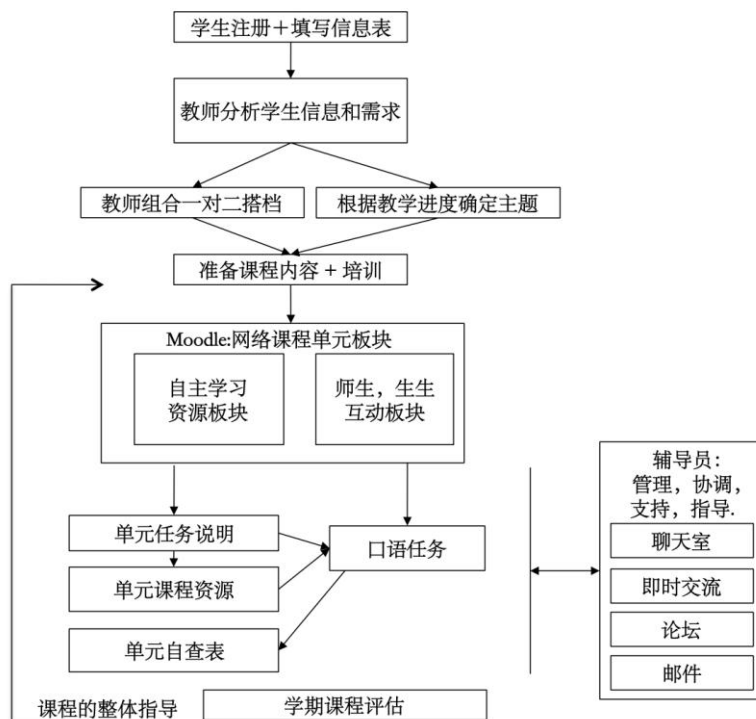 学生注册＋填写信息表
教师分析学生信息和需求
教师组合一对二搭档
根据教学进度确定主题
准备课程内容 + 培训
Moodle:网络课程单元板块
自主学习
资源板块
师生，生生
互动板块
单元任务说明
口语任务
单元课程资源
单元自查表
辅导员：
管理，协调，
支持，指导.
聊天室
即时交流
论坛
邮件
课程的整体指导
学期课程评估